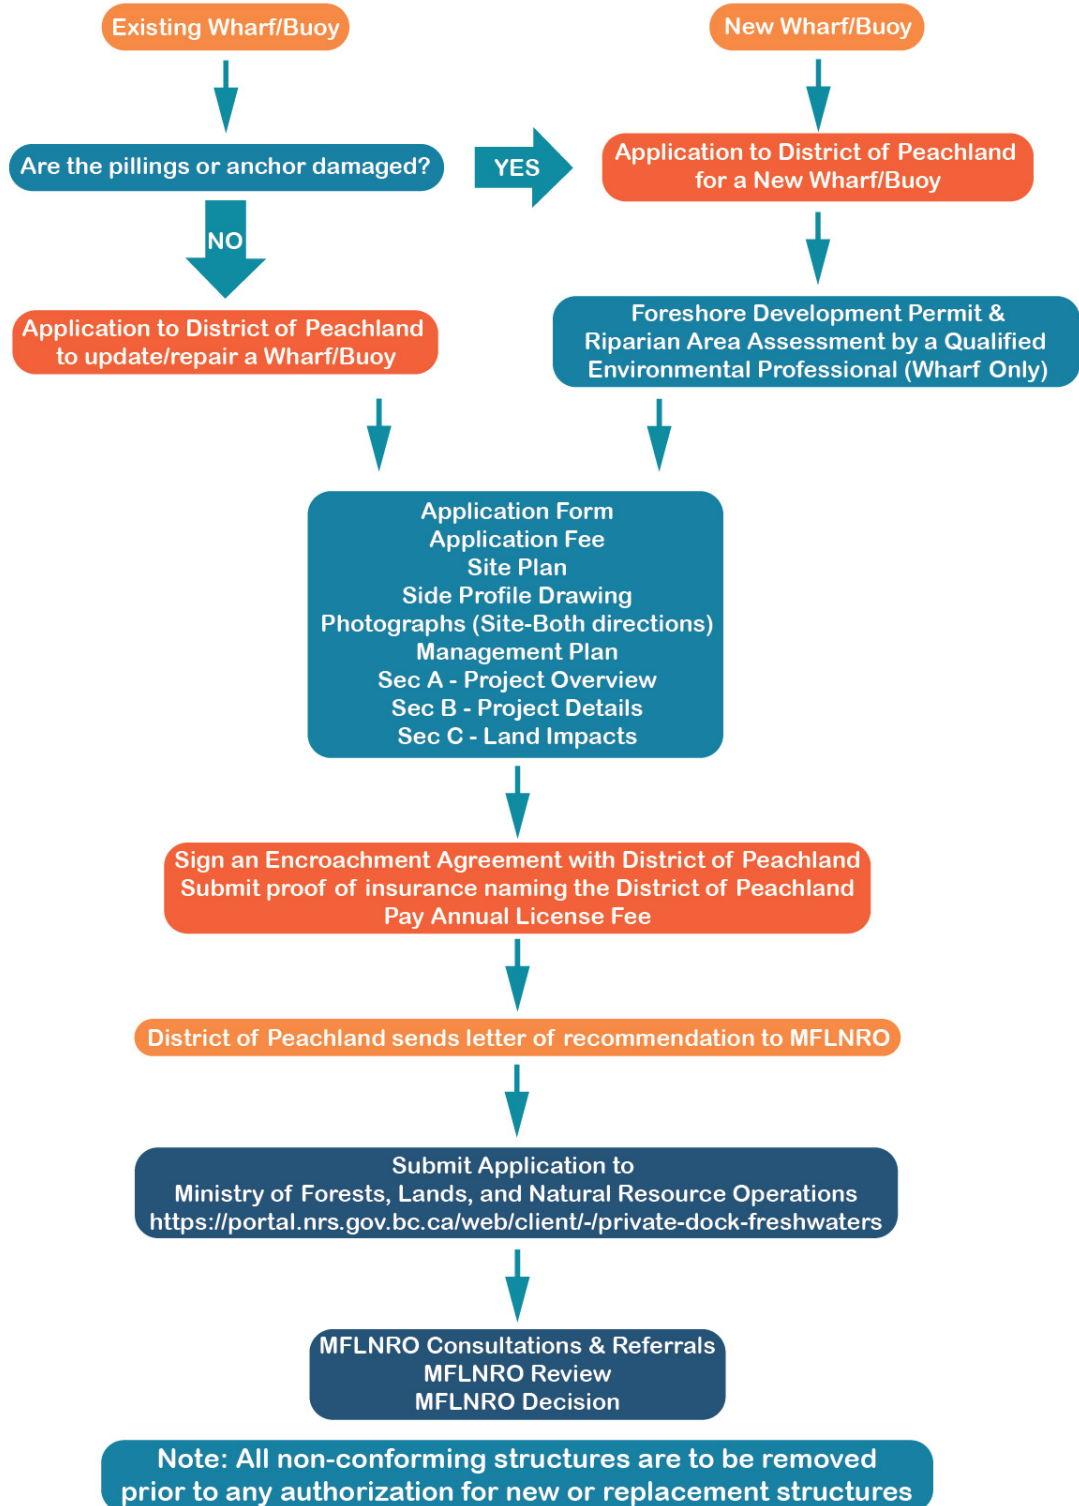 Existing Wharf/Buoy
New Wharf/Buoy
Are the pillings or anchor damaged?
YES
Application to District of Peachland
for a New Wharf/Buoy
NO
Application to District of Peachland
to update/repair a Wharf/Buoy
Foreshore Development Permit &
Riparian Area Assessment by a Qualified
Environmental Professional (Wharf Only)
Application Form
Application Fee
Site Plan
Side Profile Drawing
Photographs (Site-Both directions)
Management Plan
Sec A - Project Overview
Sec B - Project Details
Sec C - Land Impacts
Sign an Encroachment Agreement with District of Peachland
Submit proof of insurance naming the District of Peachland
Pay Annual License Fee
District of Peachland sends letter of recommendation to MFLNRO
Submit Application to
Ministry of Forests, Lands, and Natural Resource Operations
https://portal.nrs.gov.bc.ca/web/client/-/private-dock-freshwaters
MFLNRO Consultations & Referrals
MFLNRO Review
MFLNRO Decision
Note: All non-conforming structures are to be removed
prior to any authorization for new or replacement structures